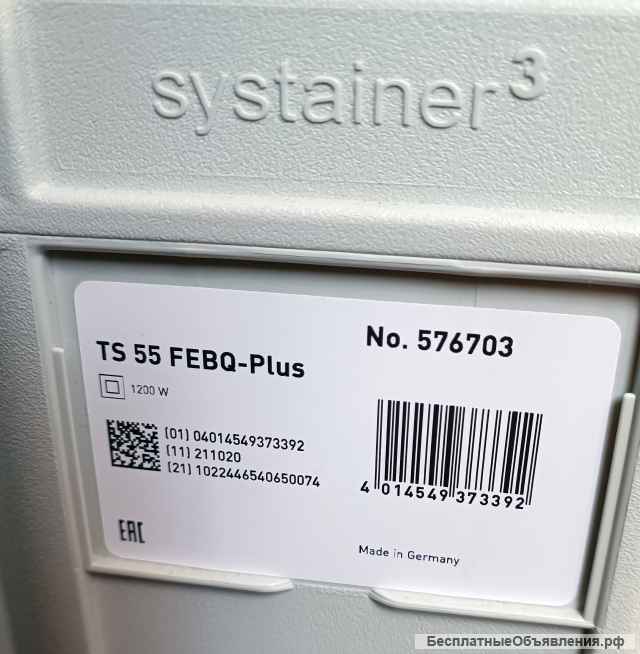 systainer³
TS 55 FEBQ-Plus
No. 576703
1200 W
(01) 04014549373392
(11) 211020
(21) 1022446540650074
4 014549 373392
EAC
Made in Germany
БесплатныеОбъявления.рф